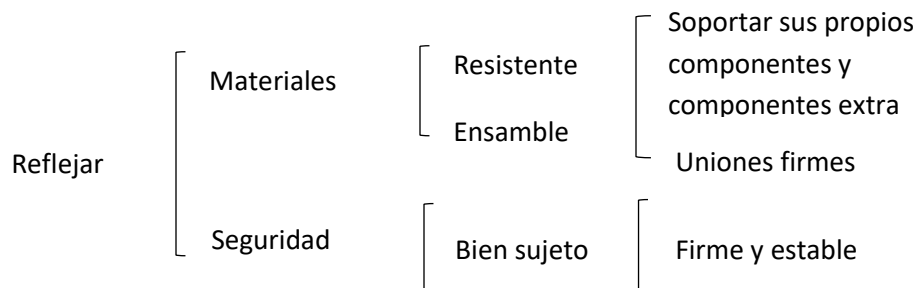 Reflejar
Materiales
Resistente
Ensamble
Soportar sus propios
componentes y
componentes extra
Uniones firmes
Seguridad
Bien sujeto
Firme y estable